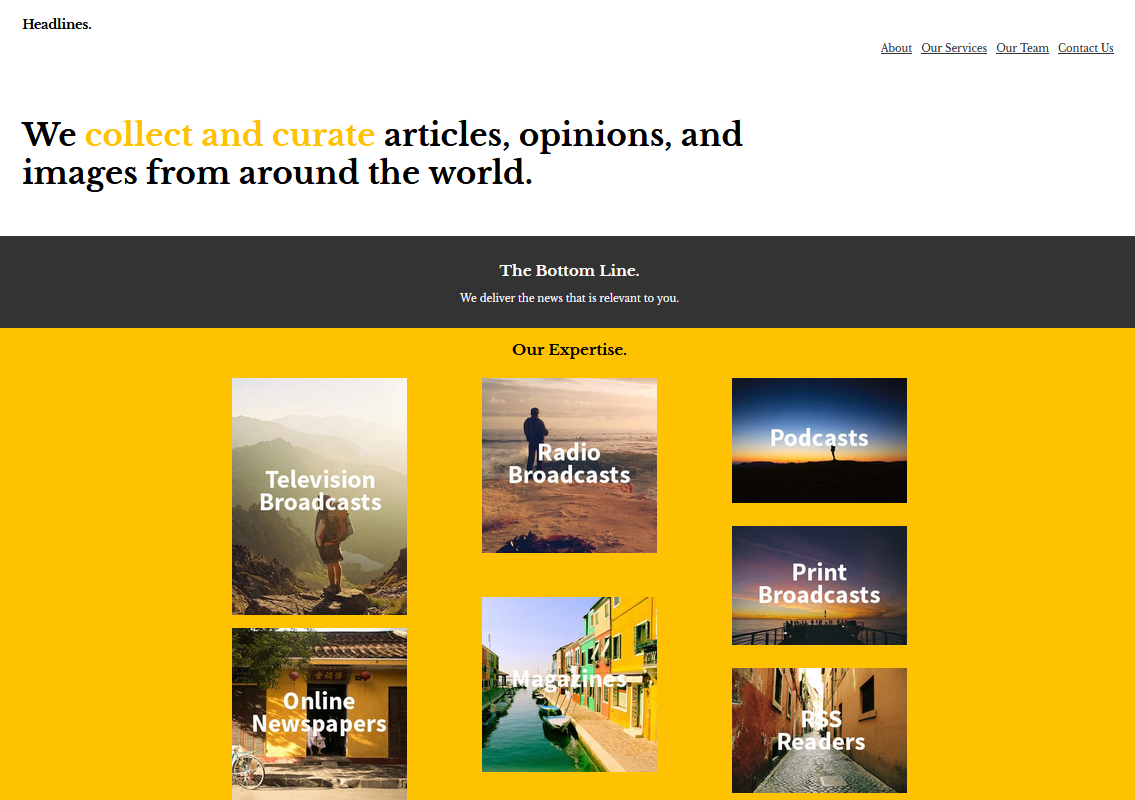 Headlines.
About Our Services Our Team Contact Us
We collect and curate articles, opinions, and
images from around the world.
The Bottom Line.
We deliver the news that is relevant to you.
Our Expertise.
Television
Broadcasts
Radio
Broadcasts
Podcasts
Print
Broadcasts
Online
Newspapers
Magazines
RSS
Readers